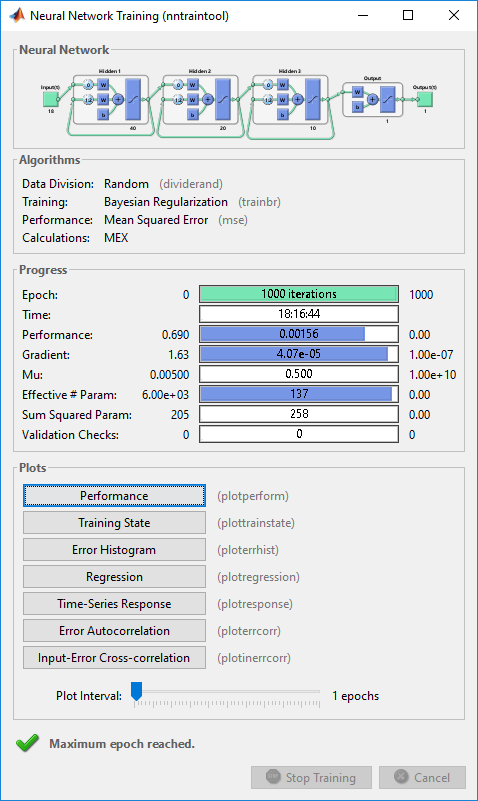 Neural Network Training (nntraintool)
Neural Network
Hidden 1 Hidden 2 Hidden 3 Output
Input(t) Output(t)
0 W 0 W 0 W W
1:2 W 1:2 W 1:2 W b
b b b
18 40 20 10 1 1
Algorithms
Data Division: Random (dividerand)
Training: Bayesian Regularization (trainbr)
Performance: Mean Squared Error (mse)
Calculations: MEX
Progress
Epoch: 0 1000 iterations 1000
Time: 18:16:44
Performance: 0.690 0.00156 0.00
Gradient: 1.63 4.07e-05 1.00e-07
Mu: 0.00500 0.500 1.00e+10
Effective # Param: 6.00e+03 137 0.00
Sum Squared Param: 205 258 0.00
Validation Checks: 0 0 0
Plots
Performance (plotperform)
Training State (plottrainstate)
Error Histogram (ploterrhist)
Regression (plotregression)
Time-Series Response (plotresponse)
Error Autocorrelation (ploterrcorr)
Input-Error Cross-correlation (plotinerrcorr)
Plot Interval: 1 epochs
Maximum epoch reached.
Stop Training Cancel